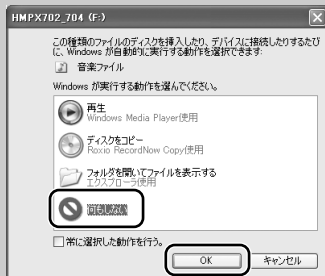 HMPX702_704 (F:)
この種類のファイルのディスクを挿入したり、デバイスに接続したりするたび
に、Windows が自動的に実行する動作を選択できます:
音楽ファイル
Windows が実行する動作を選んでください。
再生
Windows Media Player使用
ディスクをコピー
Roxio RecordNow Copy使用
フォルダを開いてファイルを表示する
エクスプローラ使用
何もしない
常に選択した動作を行う。
OK
キャンセル